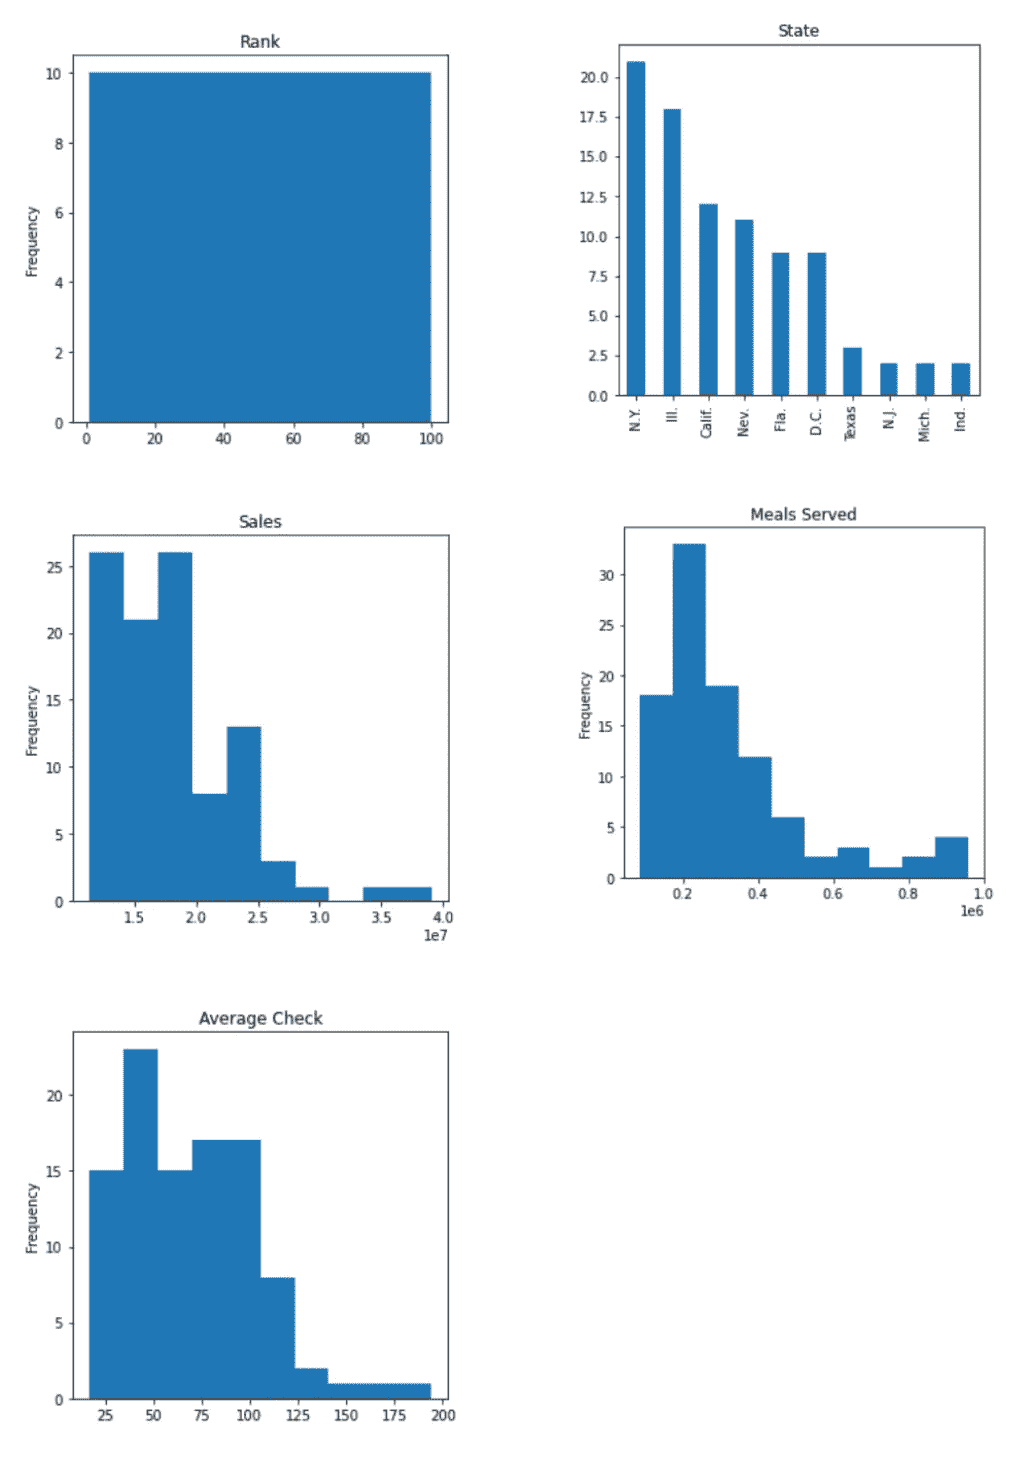 Rank
Frequency
10
8
6
4
2
0
0 20 40 60 80 100
State
20.0
17.5
15.0
12.5
10.0
7.5
5.0
2.5
0.0
N.Y. Ill. Calif. Nev. Fla. D.C. Texas N.J. Mich. Ind.
Sales
Frequency
25
20
15
10
5
0
1.5 2.0 2.5 3.0 3.5 4.0
1e7
Meals Served
Frequency
30
25
20
15
10
5
0
0.2 0.4 0.6 0.8 1.0
1e6
Average Check
Frequency
20
15
10
5
0
25 50 75 100 125 150 175 200